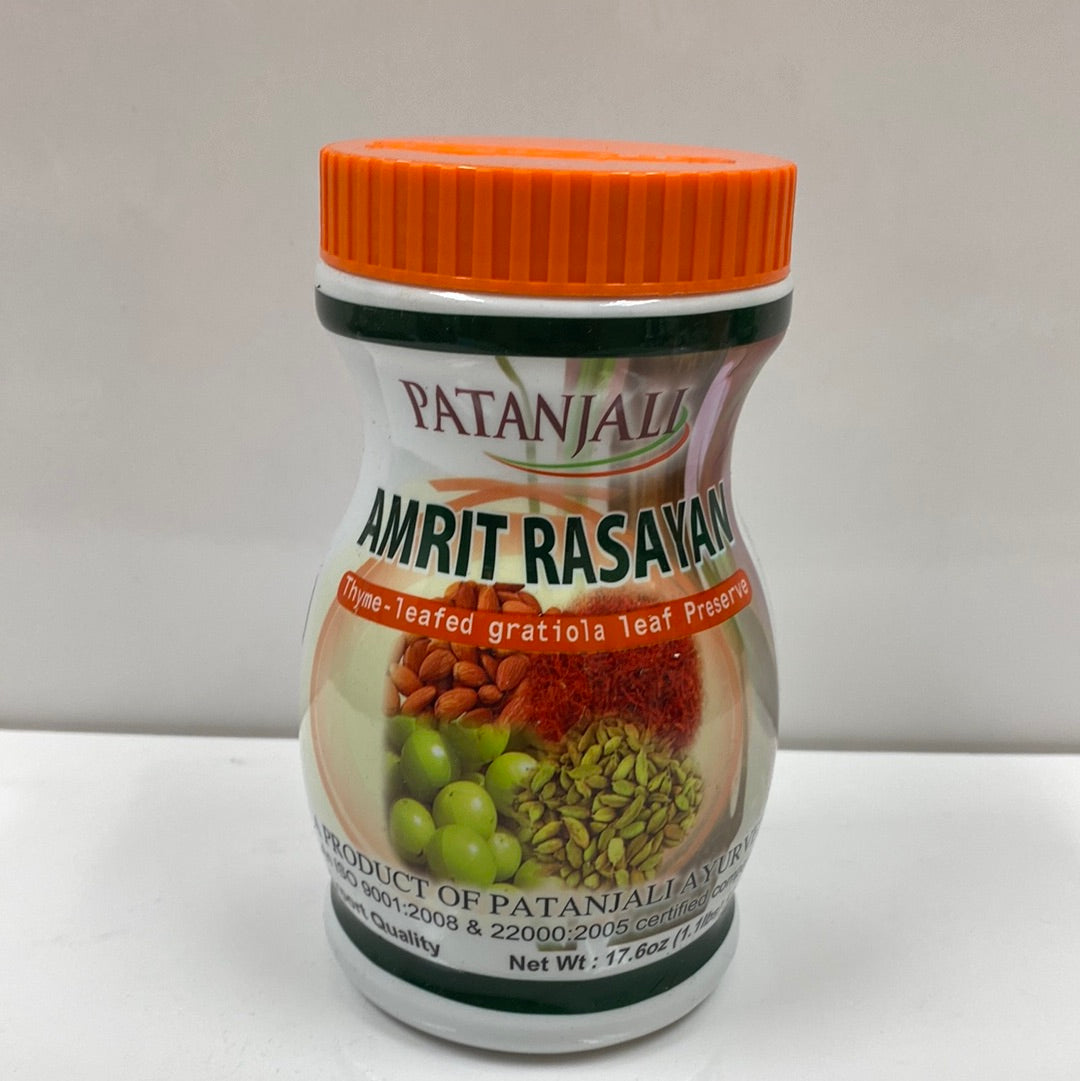 PATANJALI
AMRIT RASAYAN
Thyme-leafed gratiola leaf Preserve
A PRODUCT OF PATANJALI
ISO 9001:2008 & 22000:2005 certified
Quality
Net Wt : 17.6oz